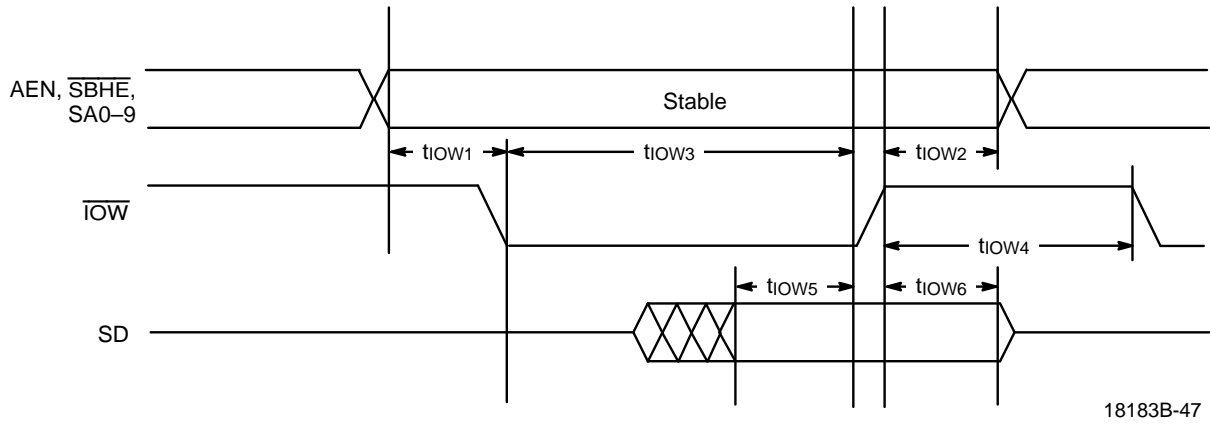 AEN, SBHE,
SA0–9
Stable
tIOW1
tIOW3
tIOW2
IOW
tIOW4
tIOW5
tIOW6
SD
18183B-47